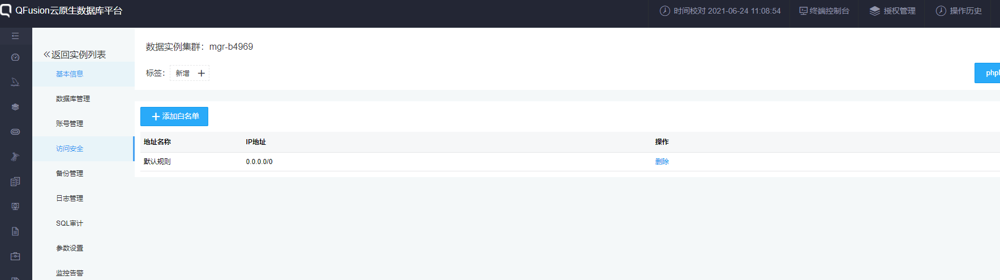 QFusion云原生数据库平台
时间校对 2021-06-24 11:08:54
终端控制台
授权管理
操作历史
返回实例列表
基本信息
数据库管理
账号管理
访问安全
备份管理
日志管理
SQL审计
参数设置
监控告警
数据实例集群：mgr-b4969
标签： 新增
添加白名单
地址名称 IP地址 操作
默认规则 0.0.0.0/0 删除